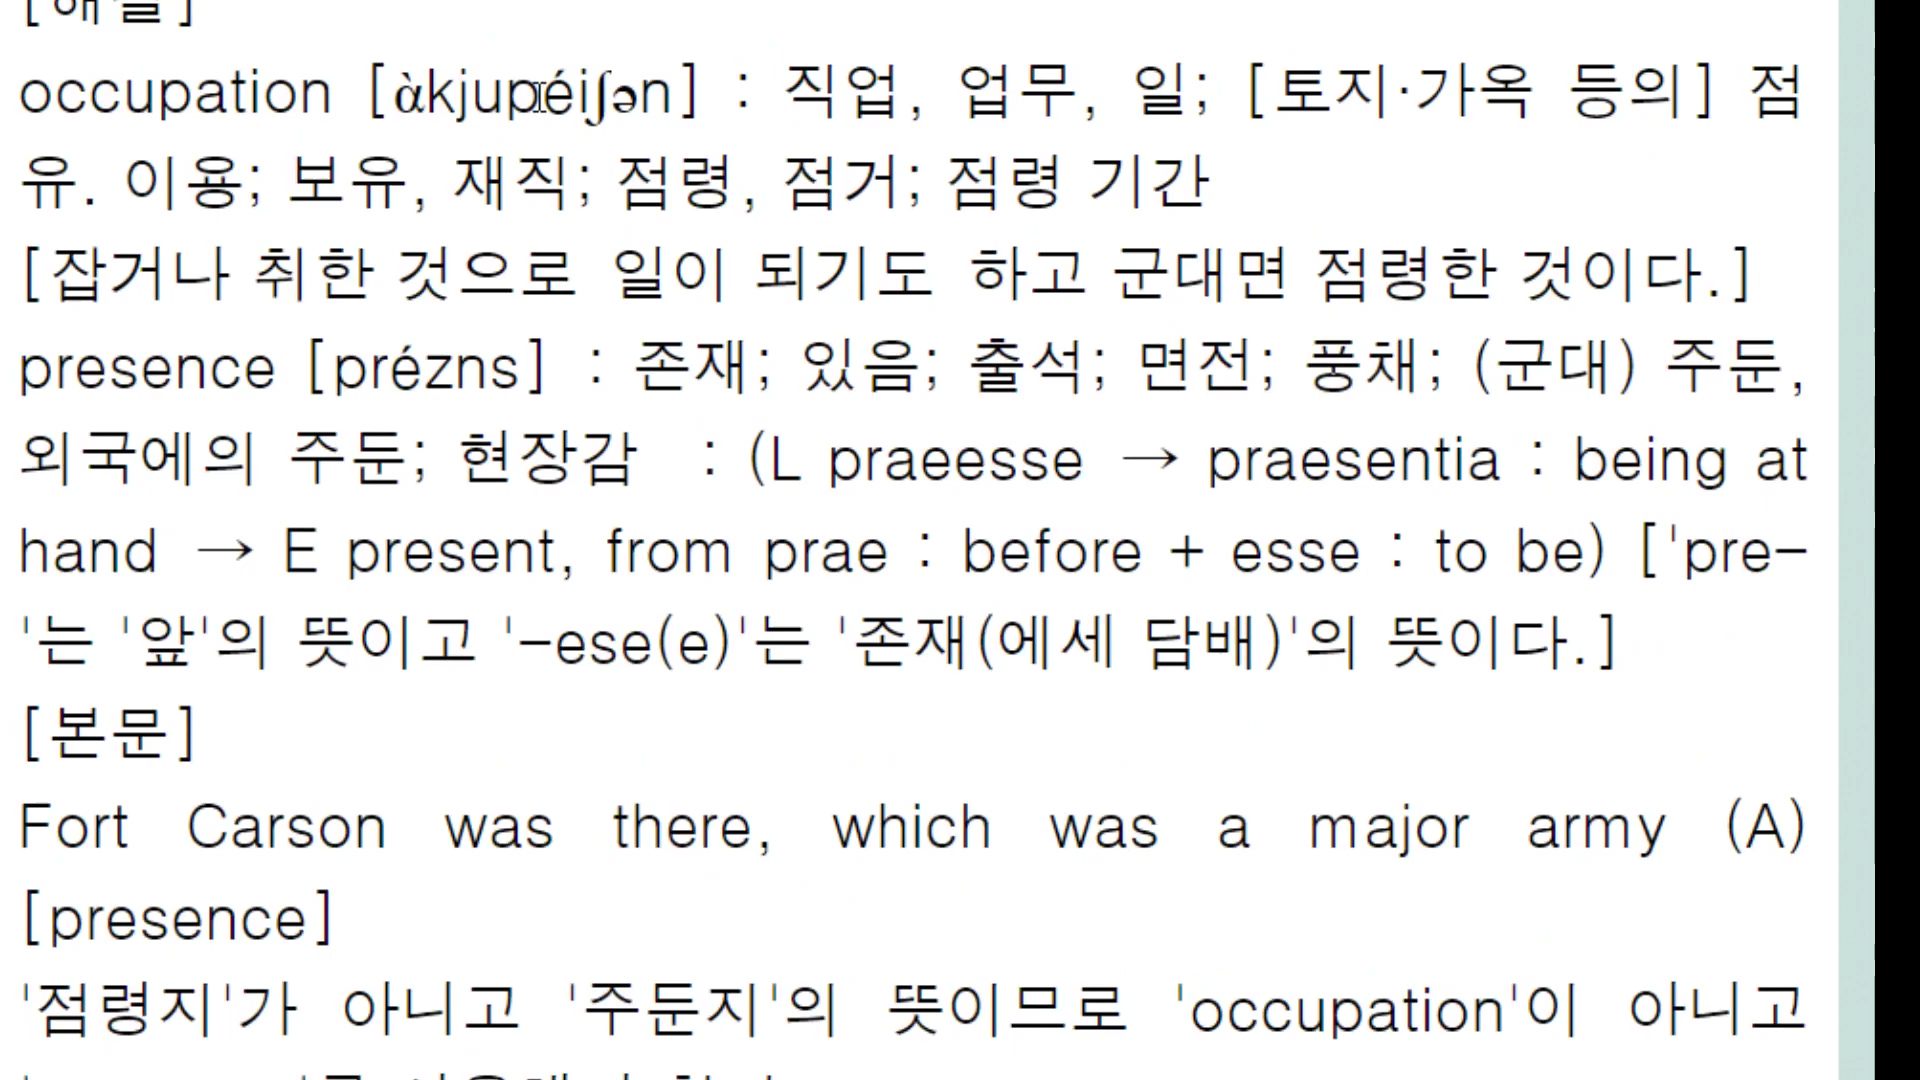 [해설]
occupation [àkjupéiʃən] : 직업, 업무, 일; [토지·가옥 등의] 점
유. 이용; 보유, 재직; 점령, 점거; 점령 기간
[잡거나 취한 것으로 일이 되기도 하고 군대면 점령한 것이다.]
presence [prézns] : 존재; 있음; 출석; 면전; 풍채; (군대) 주둔,
외국에의 주둔; 현장감 : (L praeesse → praesentia : being at
hand → E present, from prae : before + esse : to be) ['pre-
'는 '앞'의 뜻이고 '-ese(e)'는 '존재(에세 담배)'의 뜻이다.]
[본문]
Fort Carson was there, which was a major army (A)
[presence]
'점령지'가 아니고 '주둔지'의 뜻이므로 'occupation'이 아니고